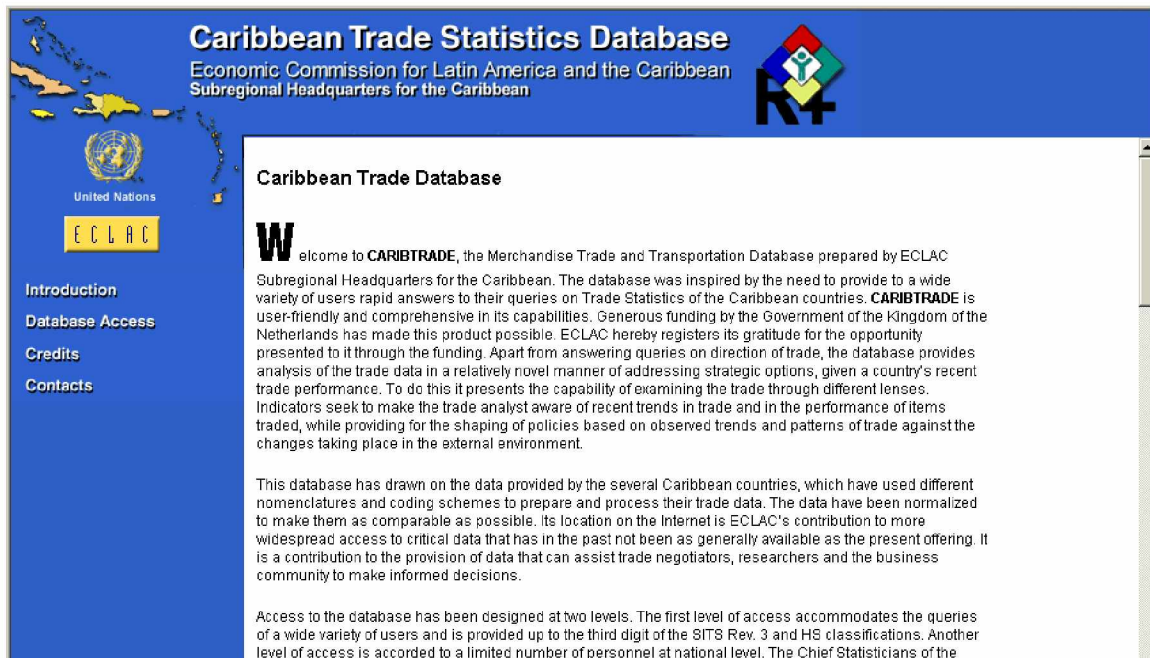 Caribbean Trade Statistics Database
Economic Commission for Latin America and the Caribbean
Subregional Headquarters for the Caribbean
R+
United Nations
ECLAC
Introduction
Database Access
Credits
Contacts
Caribbean Trade Database
Welcome to CARIBTRADE, the Merchandise Trade and Transportation Database prepared by ECLAC
Subregional Headquarters for the Caribbean. The database was inspired by the need to provide to a wide
variety of users rapid answers to their queries on Trade Statistics of the Caribbean countries. CARIBTRADE is
user-friendly and comprehensive in its capabilities. Generous funding by the Government of the Kingdom of the
Netherlands has made this product possible. ECLAC hereby registers its gratitude for the opportunity
presented to it through the funding. Apart from answering queries on direction of trade, the database provides
analysis of the trade data in a relatively novel manner of addressing strategic options, given a country's recent
trade performance. To do this it presents the capability of examining the trade through different lenses.
Indicators seek to make the trade analyst aware of recent trends in trade and in the performance of items
traded, while providing for the shaping of policies based on observed trends and patterns of trade against the
changes taking place in the external environment.
This database has drawn on the data provided by the several Caribbean countries, which have used different
nomenclatures and coding schemes to prepare and process their trade data. The data have been normalized
to make them as comparable as possible. Its location on the Internet is ECLAC's contribution to more
widespread access to critical data that has in the past not been as generally available as the present offering. It
is a contribution to the provision of data that can assist trade negotiators, researchers and the business
community to make informed decisions.
Access to the database has been designed at two levels. The first level of access accommodates the queries
of a wide variety of users and is provided up to the third digit of the SITS Rev. 3 and HS classifications. Another
level of access is accorded to a limited number of personnel at national level. The Chief Statisticians of the